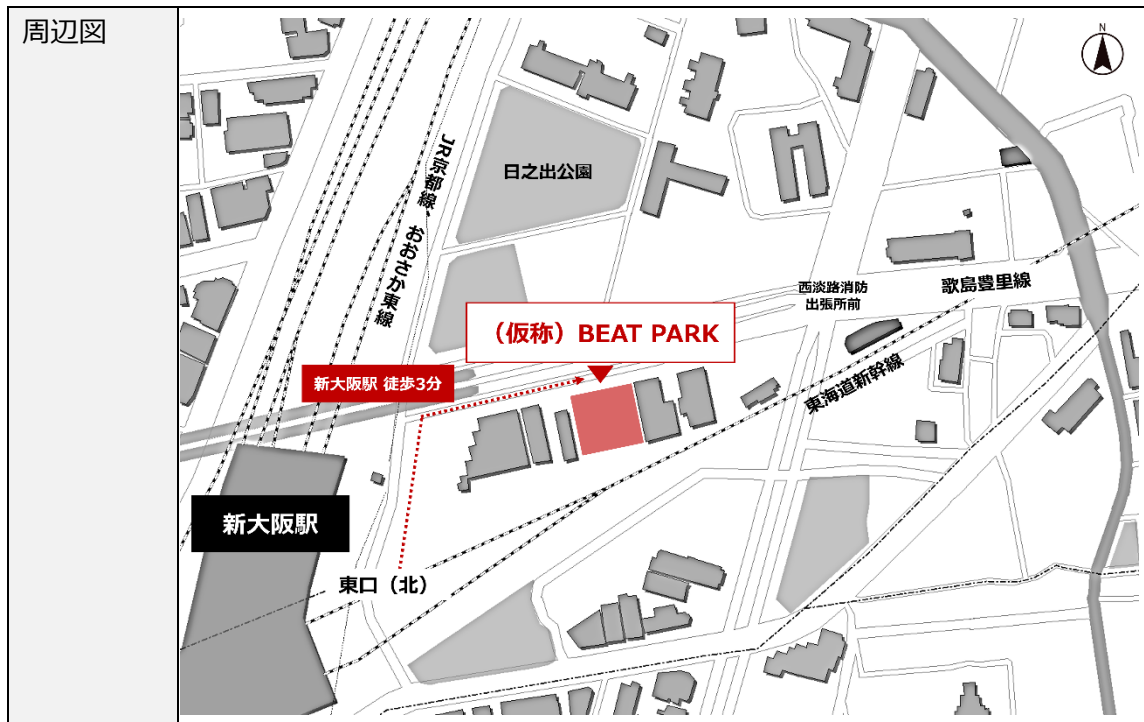 周辺図
N
JR京都線、おおさか東線
日之出公園
西淡路消防
出張所前
歌島豊里線
（仮称）BEAT PARK
新大阪駅 徒歩3分
東海道新幹線
新大阪駅
東口（北）